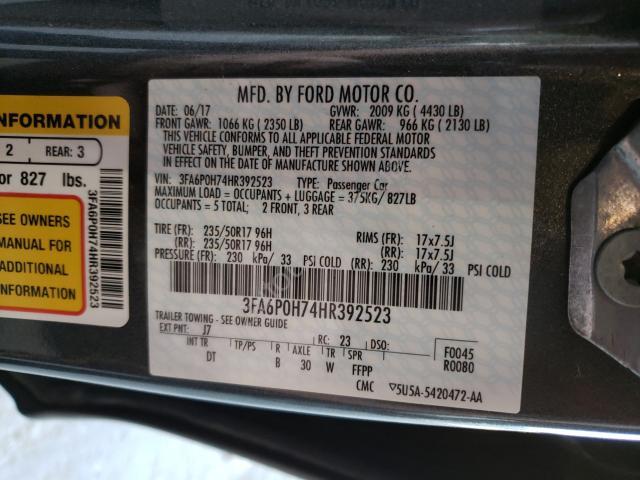 MFD. BY FORD MOTOR CO.
DATE: 06/17 GVWR: 2009 KG ( 4430 LB)
FRONT GAWR: 1066 KG ( 2350 LB) REAR GAWR: 966 KG ( 2130 LB)
THIS VEHICLE CONFORMS TO ALL APPLICABLE FEDERAL MOTOR
VEHICLE SAFETY, BUMPER, AND THEFT PREVENTION STANDARDS
IN EFFECT ON THE DATE OF MANUFACTURE SHOWN ABOVE.
VIN: 3FA6P0H74HR392523 TYPE: Passenger Car
MAXIMUM LOAD = OCCUPANTS + LUGGAGE = 375KG/ 827LB
OCCUPANTS = 5 TOTAL; 2 FRONT, 3 REAR
TIRE (FR): 235/50R17 96H RIMS (FR): 17x7.5J
(RR): 235/50R17 96H (RR): 17x7.5J
PRESSURE (FR): 230 kPa/ 33 PSI COLD (RR): 230 kPa/ 33 PSI COLD
3FA6P0H74HR392523
TRAILER TOWING - SEE OWNER GUIDE
EXT PNT: J7 RC: 23 DSO: F0045
INT TR TP/PS R AXLE TR SPR R0080
DT B 30 W FFPP
CMC 5U5A-5420472-AA
INFORMATION
2 REAR: 3
or 827 lbs.
SEE OWNERS
MANUAL FOR
ADDITIONAL
INFORMATION
3FA6P0H74HR392523